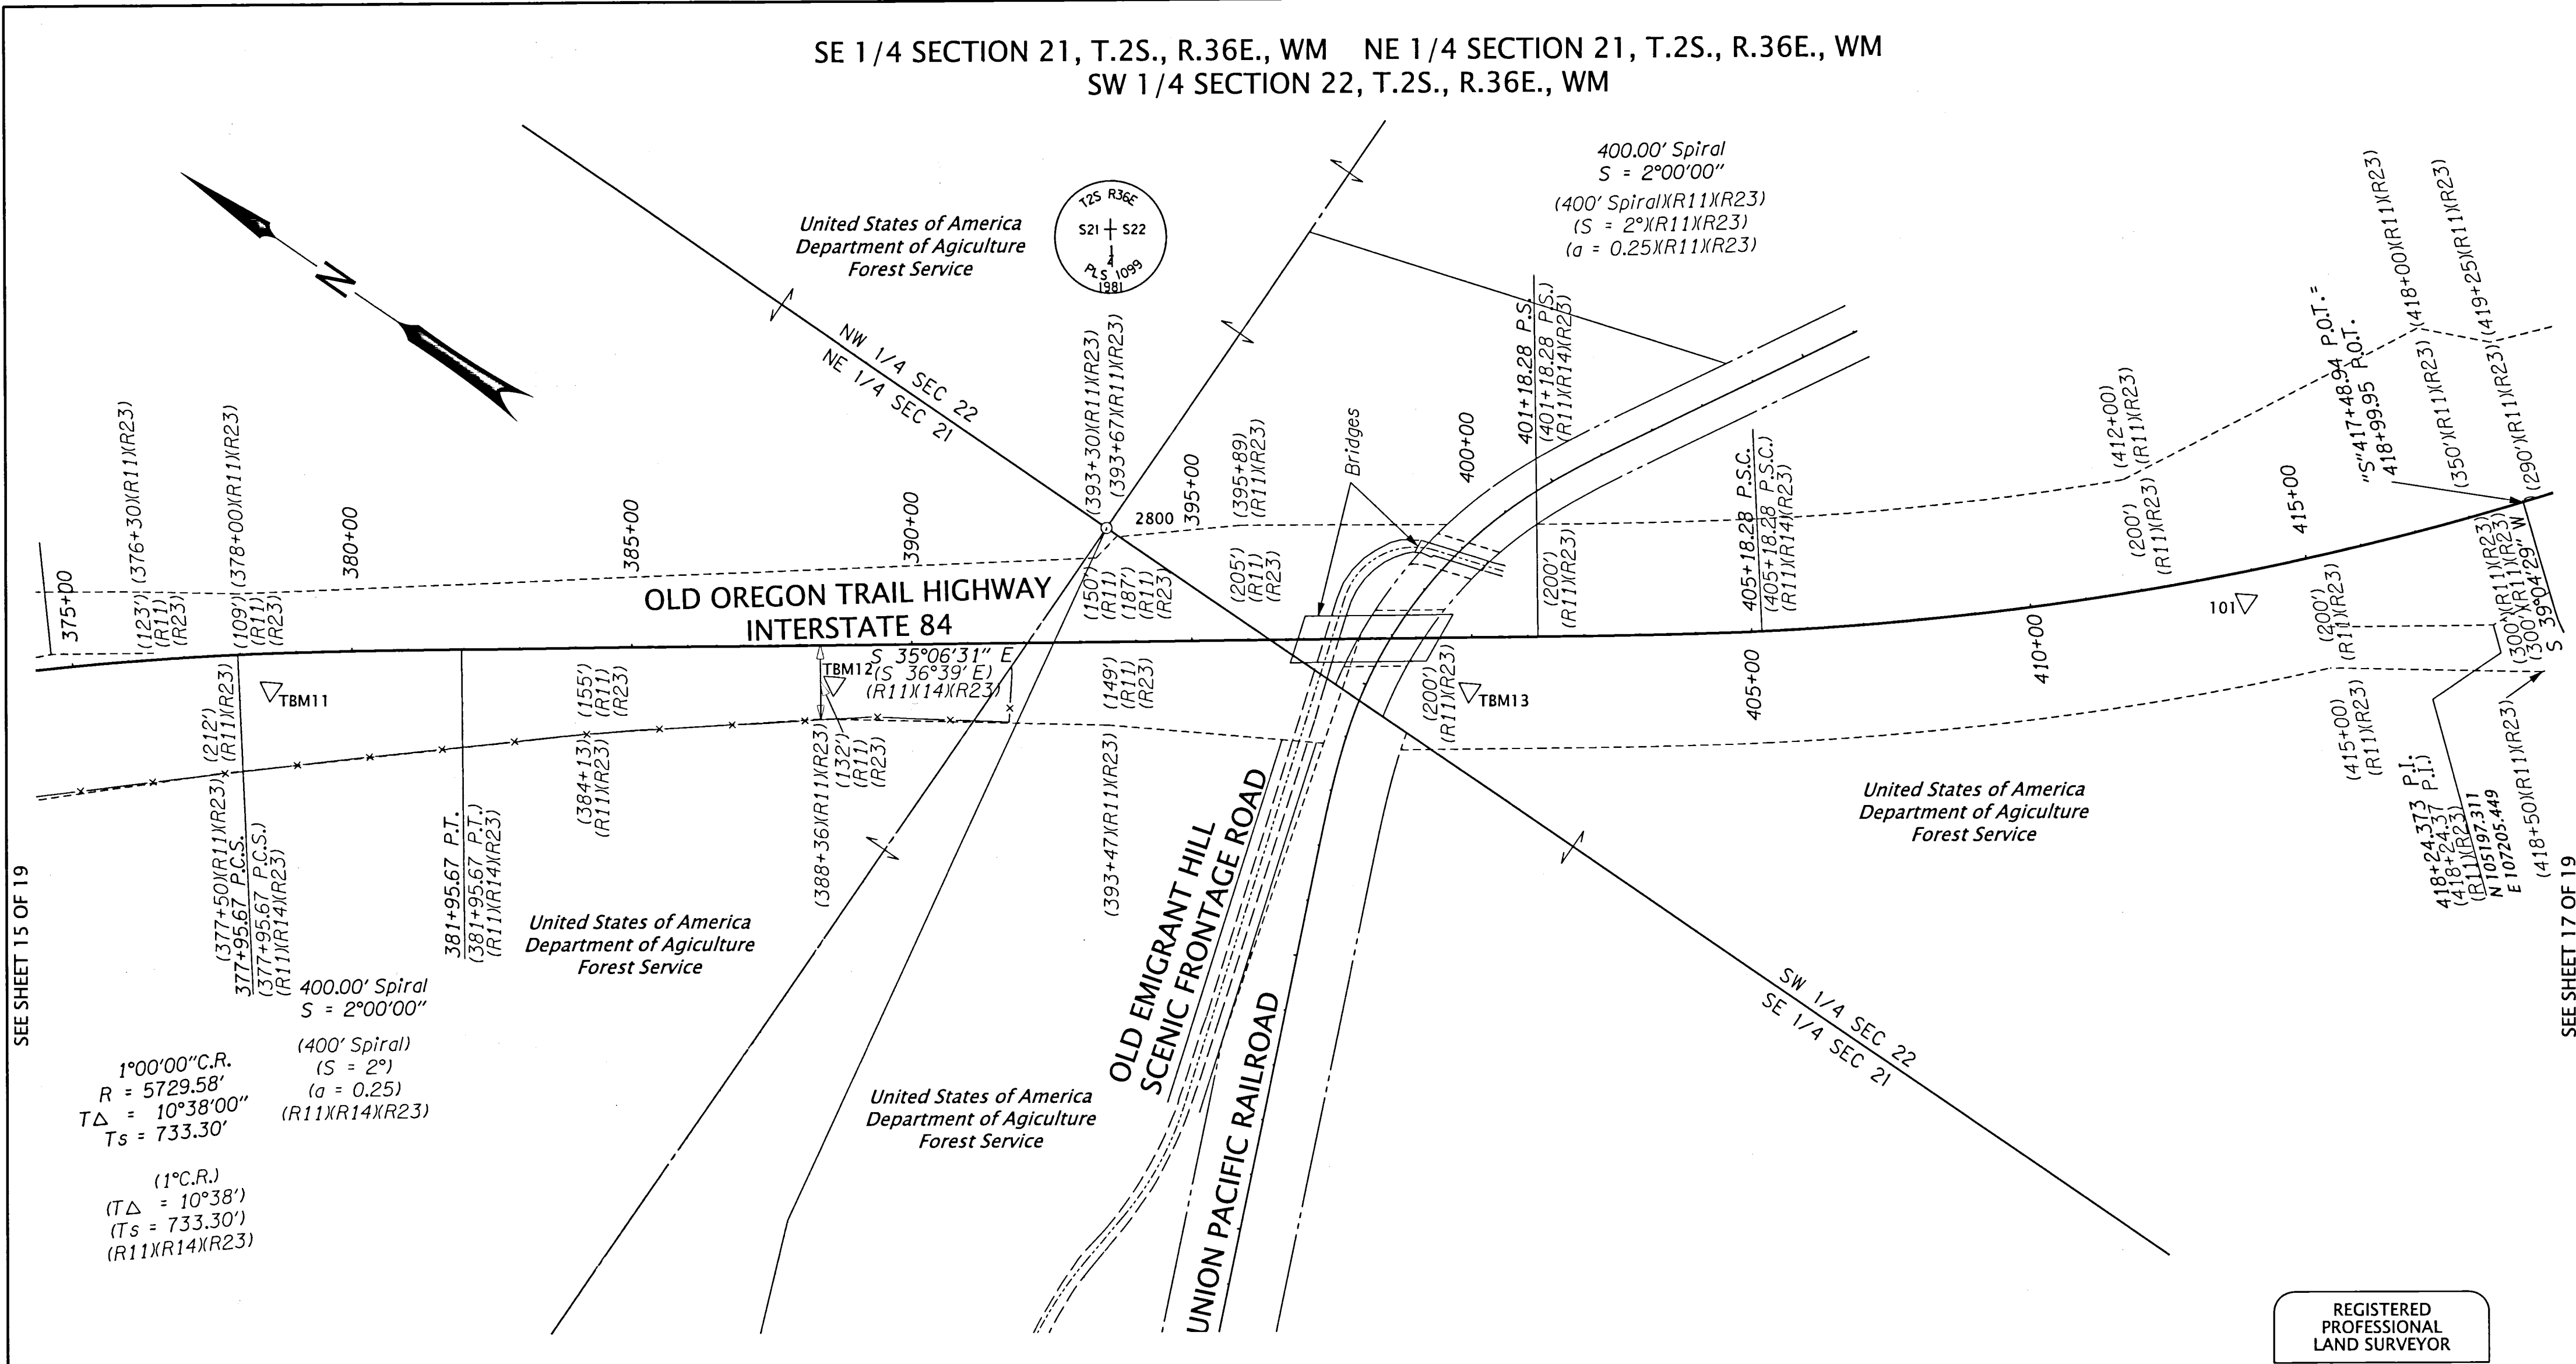 SE 1/4 SECTION 21, T.2S., R.36E., WM NE 1/4 SECTION 21, T.2S., R.36E., WM
SW 1/4 SECTION 22, T.2S., R.36E., WM
400.00' Spiral
S = 2°00'00"
(400' Spiral)(R11)(R23)
(S = 2°)(R11)(R23)
(a = 0.25)(R11)(R23)
United States of America
Department of Agiculture
Forest Service
T2S R36E
S21 S22
1
4
PLS 1099
1981
N
NW 1/4 SEC 22
NE 1/4 SEC 21
375+00
(376+30)(R11)(R23)
(123')
(R11)
(R23)
(378+00)(R11)(R23)
(109')
(R11)
(R23)
380+00
385+00
390+00
(393+30)(R11)(R23)
(393+67)(R11)(R23)
2800
395+00
(395+89)
(R11)(R23)
(150')
(R11)
(187')
(R11)
(R23)
(205')
(R11)
(R23)
Bridges
400+00
401+18.28 P.S.
(401+18.28 P.S.)
(R11)(R14)(R23)
(200')
(R11)(R23)
405+18.28 P.S.C.
(405+18.28 P.S.C.)
(R11)(R14)(R23)
(412+00)
(R11)(R23)
(200')
(R11)(R23)
415+00
"S"417+48.94 P.O.T.=
418+99.95 P.O.T.
(418+00)(R11)(R23)
(350')(R11)(R23)
(419+25)(R11)(R23)
(290')(R11)(R23)
OLD OREGON TRAIL HIGHWAY
INTERSTATE 84
TBM11
(212')
(R11)(R23)
(377+50)(R11)(R23)
377+95.67 P.C.S.
(377+95.67 P.C.S.)
(R11)(R14)(R23)
381+95.67 P.T.
(381+95.67 P.T.)
(R11)(R14)(R23)
(155')
(R11)
(R23)
(384+13)
(R11)(R23)
TBM12
S 35°06'31" E
(S 36°39' E)
(R11)(14)(R23)
(388+36)(R11)(R23)
(132')
(R11)
(R23)
(149')
(R11)
(R23)
(393+47)(R11)(R23)
(200')
(R11)(R23)
TBM13
405+00
410+00
101
(200')
(R11)(R23)
(415+00)
(R11)(R23)
(300')(R11)(R23)
(300')(R11)(R23)
S 39°04'29" W
418+24.373 P.I.
(418+24.37 P.I.)
(R11)(R23)
N 105197.311
E 107205.449
(418+50)(R11)(R23)
United States of America
Department of Agiculture
Forest Service
United States of America
Department of Agiculture
Forest Service
United States of America
Department of Agiculture
Forest Service
OLD EMIGRANT HILL
SCENIC FRONTAGE ROAD
UNION PACIFIC RAILROAD
SW 1/4 SEC 22
SE 1/4 SEC 21
SEE SHEET 15 OF 19
SEE SHEET 17 OF 19
400.00' Spiral
S = 2°00'00"
(400' Spiral)
(S = 2°)
(a = 0.25)
(R11)(R14)(R23)
1°00'00"C.R.
R = 5729.58'
T△ = 10°38'00"
Ts = 733.30'
(1°C.R.)
(T△ = 10°38')
(Ts = 733.30')
(R11)(R14)(R23)
REGISTERED
PROFESSIONAL
LAND SURVEYOR